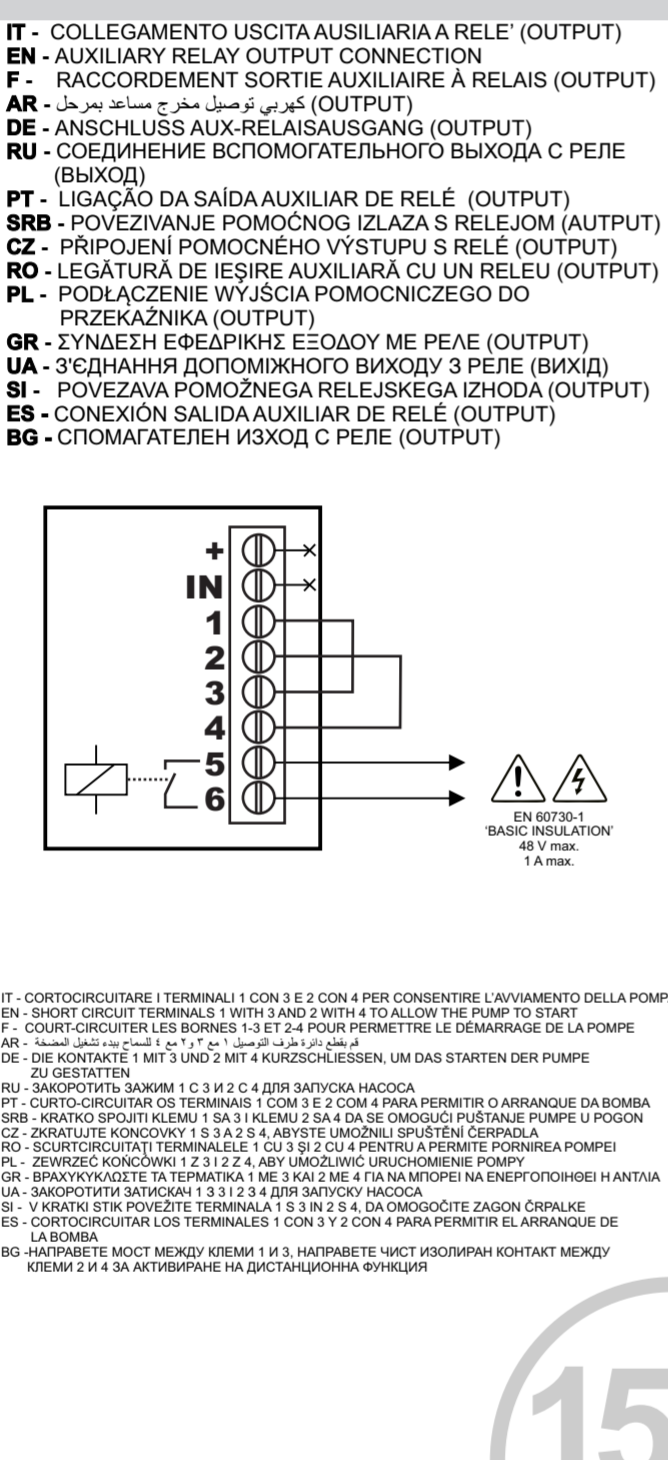 IT - COLLEGAMENTO USCITA AUSILIARIA A RELE' (OUTPUT)
EN - AUXILIARY RELAY OUTPUT CONNECTION
F - RACCORDEMENT SORTIE AUXILIAIRE À RELAIS (OUTPUT)
AR - كهربي توصيل مخرج مساعد بمرحل (OUTPUT)
DE - ANSCHLUSS AUX-RELAISAUSGANG (OUTPUT)
RU - СОЕДИНЕНИЕ ВСПОМОГАТЕЛЬНОГО ВЫХОДА С РЕЛЕ
(ВЫХОД)
PT - LIGAÇÃO DA SAÍDA AUXILIAR DE RELÉ (OUTPUT)
SRB - POVEZIVANJE POMOĆNOG IZLAZA S RELEJOM (AUTPUT)
CZ - PŘIPOJENÍ POMOCNÉHO VÝSTUPU S RELÉ (OUTPUT)
RO - LEGĂTURĂ DE IEŞIRE AUXILIARĂ CU UN RELEU (OUTPUT)
PL - PODŁĄCZENIE WYJŚCIA POMOCNICZEGO DO
PRZEKAŹNIKA (OUTPUT)
GR - ΣΥΝΔΕΣΗ ΕΦΕΔΡΙΚΗΣ ΕΞΟΔΟΥ ΜΕ ΡΕΛΕ (OUTPUT)
UA - З'ЄДНАННЯ ДОПОМІЖНОГО ВИХОДУ З РЕЛЕ (ВИХІД)
SI - POVEZAVA POMOŽNEGA RELEJSKEGA IZHODA (OUTPUT)
ES - CONEXIÓN SALIDA AUXILIAR DE RELÉ (OUTPUT)
BG - СПОМАГАТЕЛЕН ИЗХОД С РЕЛЕ (OUTPUT)
+
IN
1
2
3
4
5
6
EN 60730-1
'BASIC INSULATION'
48 V max.
1 A max.
IT - CORTOCIRCUITARE I TERMINALI 1 CON 3 E 2 CON 4 PER CONSENTIRE L'AVVIAMENTO DELLA POMP
EN - SHORT CIRCUIT TERMINALS 1 WITH 3 AND 2 WITH 4 TO ALLOW THE PUMP TO START
F - COURT-CIRCUITER LES BORNES 1-3 ET 2-4 POUR PERMETTRE LE DÉMARRAGE DE LA POMPE
AR - قم بقطع دائرة طرف التوصيل ١ مع ٣ و٢ مع ٤ للسماح ببدء تشغيل المضخة
DE - DIE KONTAKTE 1 MIT 3 UND 2 MIT 4 KURZSCHLIESSEN, UM DAS STARTEN DER PUMPE
ZU GESTATTEN
RU - ЗАКОРОТИТЬ ЗАЖИМ 1 С 3 И 2 С 4 ДЛЯ ЗАПУСКА НАСОСА
PT - CURTO-CIRCUITAR OS TERMINAIS 1 COM 3 E 2 COM 4 PARA PERMITIR O ARRANQUE DA BOMBA
SRB - KRATKO SPOJITI KLEMU 1 SA 3 I KLEMU 2 SA 4 DA SE OMOGUĆI PUŠTANJE PUMPE U POGON
CZ - ZKRATUJTE KONCOVKY 1 S 3 A 2 S 4, ABYSTE UMOŽNILI SPUŠTĚNÍ ČERPADLA
RO - SCURTCIRCUITAŢI TERMINALELE 1 CU 3 ŞI 2 CU 4 PENTRU A PERMITE PORNIREA POMPEI
PL - ZEWRZEĆ KOŃCÓWKI 1 Z 3 I 2 Z 4, ABY UMOŻLIWIĆ URUCHOMIENIE POMPY
GR - ΒΡΑΧΥΚΥΚΛΩΣΤΕ ΤΑ ΤΕΡΜΑΤΙΚΑ 1 ΜΕ 3 ΚΑΙ 2 ΜΕ 4 ΓΙΑ ΝΑ ΜΠΟΡΕΙ ΝΑ ΕΝΕΡΓΟΠΟΙΗΘΕΙ Η ΑΝΤΛΙΑ
UA - ЗАКОРОТИТИ ЗАТИСКАЧ 1 З 3 І 2 З 4 ДЛЯ ЗАПУСКУ НАСОСА
SI - V KRATKI STIK POVEŽITE TERMINALA 1 S 3 IN 2 S 4, DA OMOGOČITE ZAGON ČRPALKE
ES - CORTOCIRCUITAR LOS TERMINALES 1 CON 3 Y 2 CON 4 PARA PERMITIR EL ARRANQUE DE
LA BOMBA
BG -НАПРАВЕТЕ МОСТ МЕЖДУ КЛЕМИ 1 И 3, НАПРАВЕТЕ ЧИСТ ИЗОЛИРАН КОНТАКТ МЕЖДУ
КЛЕМИ 2 И 4 ЗА АКТИВИРАНЕ НА ДИСТАНЦИОННА ФУНКЦИЯ
15